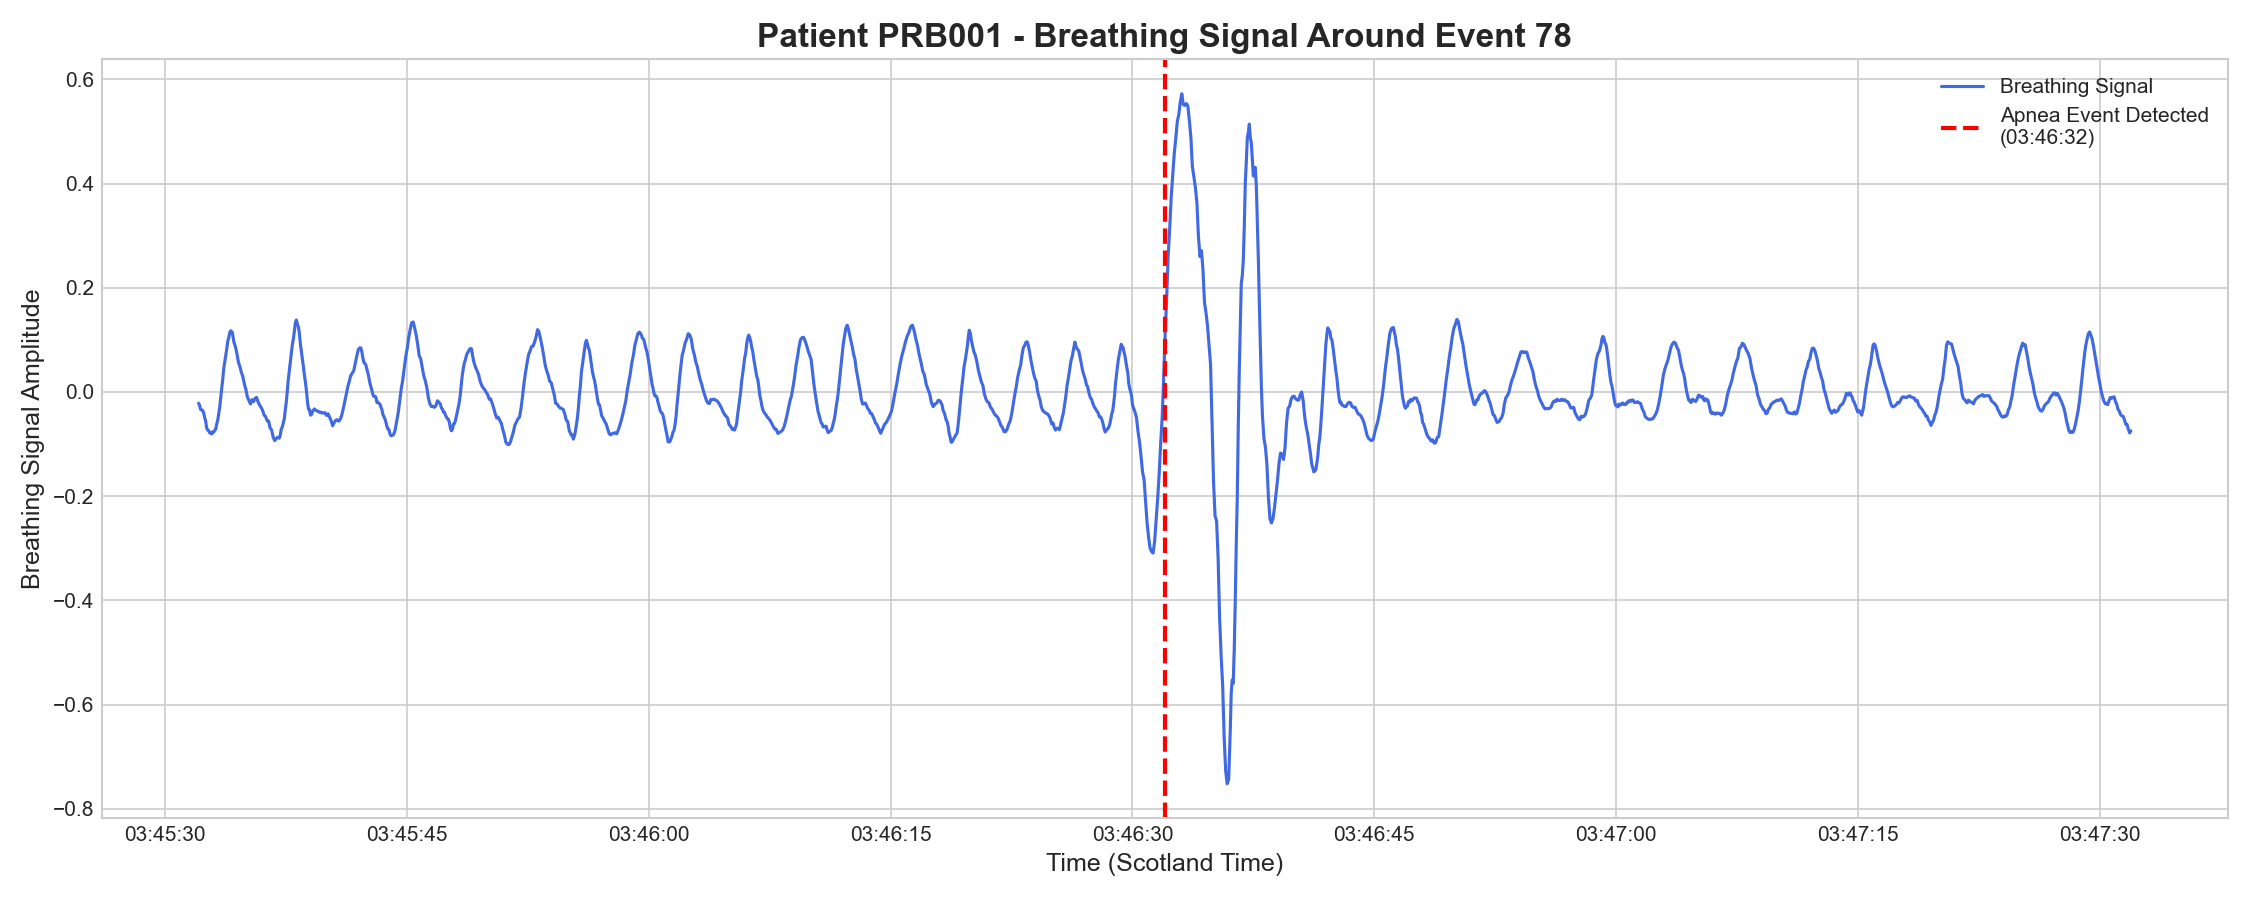 Patient PRB001 - Breathing Signal Around Event 78
Breathing Signal
Apnea Event Detected
(03:46:32)
Breathing Signal Amplitude
0.6
0.4
0.2
0.0
−0.2
−0.4
−0.6
−0.8
03:45:30 03:45:45 03:46:00 03:46:15 03:46:30 03:46:45 03:47:00 03:47:15 03:47:30
Time (Scotland Time)